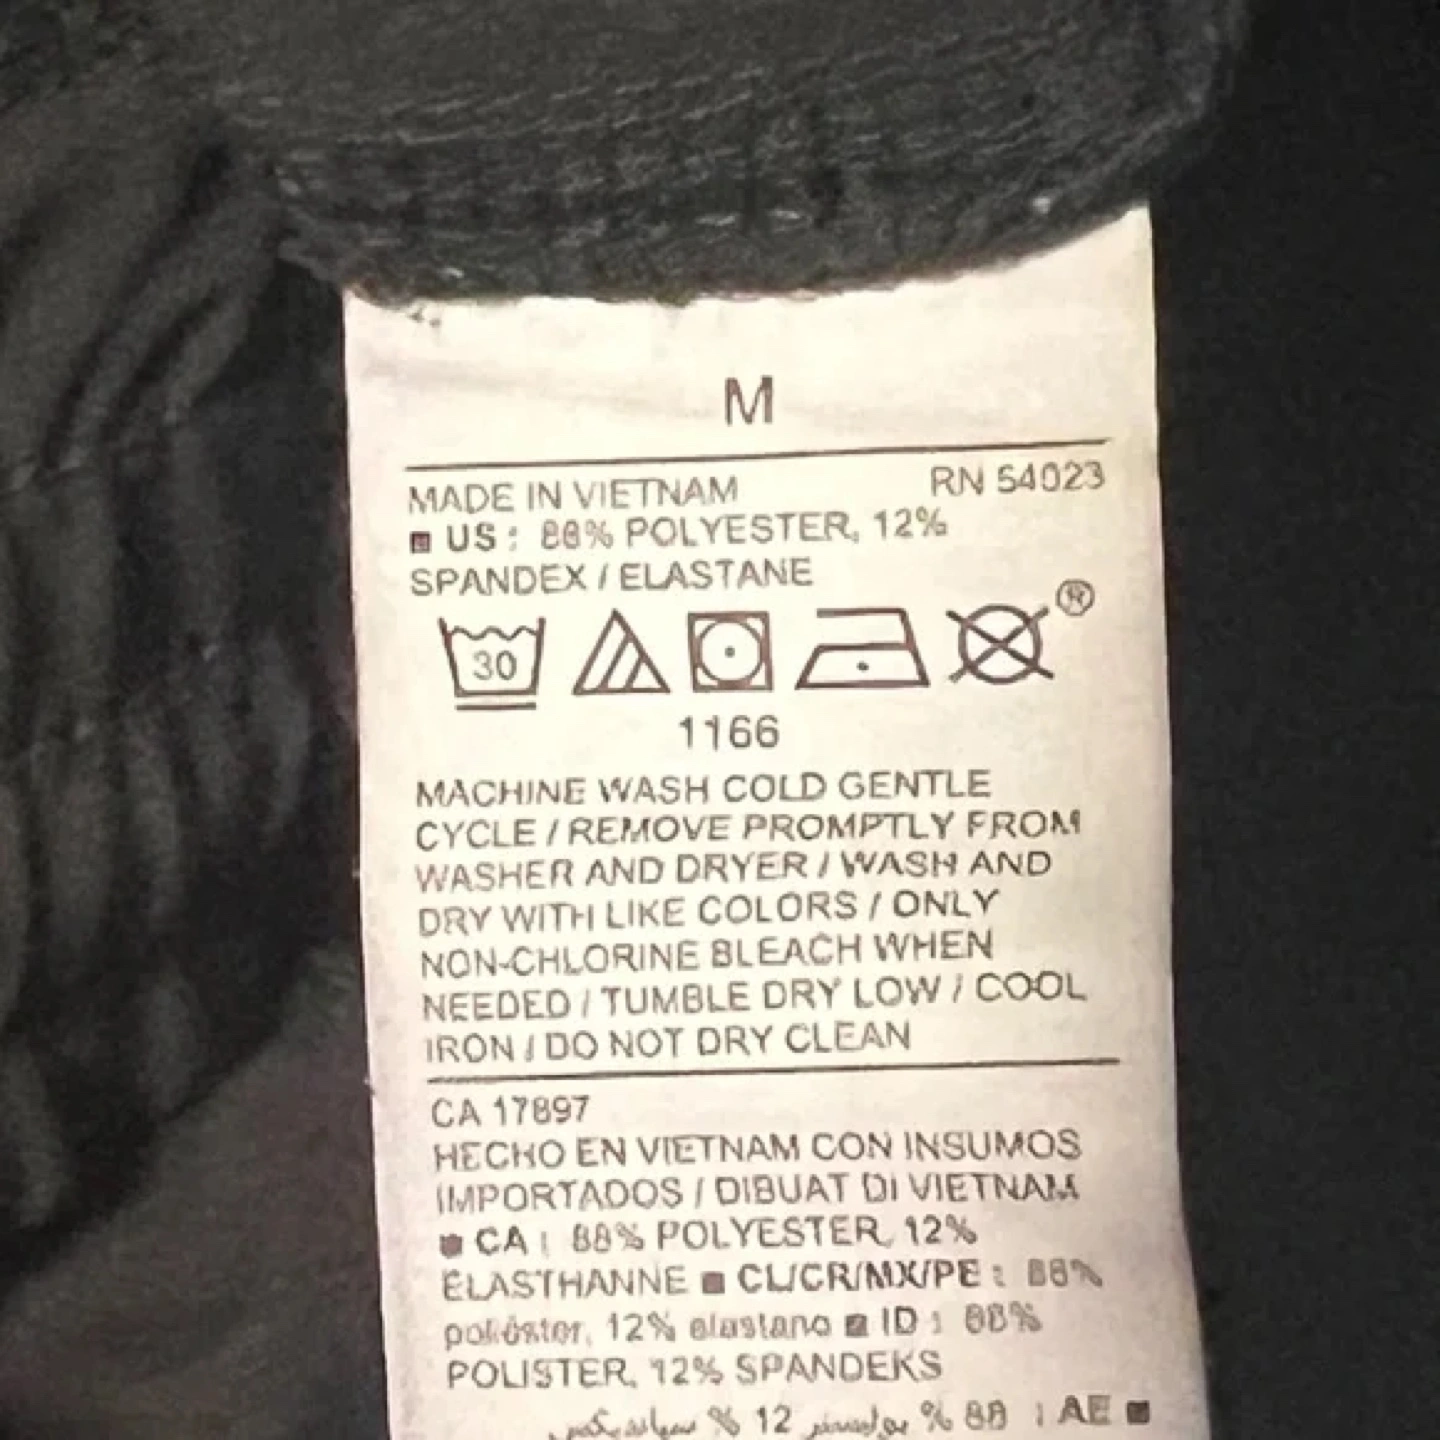 M
MADE IN VIETNAM RN 54023
US : 88% POLYESTER, 12%
SPANDEX / ELASTANE
30
®
1166
MACHINE WASH COLD GENTLE
CYCLE / REMOVE PROMPTLY FROM
WASHER AND DRYER / WASH AND
DRY WITH LIKE COLORS / ONLY
NON-CHLORINE BLEACH WHEN
NEEDED / TUMBLE DRY LOW / COOL
IRON / DO NOT DRY CLEAN
CA 17897
HECHO EN VIETNAM CON INSUMOS
IMPORTADOS / DIBUAT DI VIETNAM
■ CA : 88% POLYESTER, 12%
ELASTHANNE ■ CL/CR/MX/PE : 88%
poliéster, 12% elastano ■ ID : 88%
POLISTER, 12% SPANDEKS
■ AE : 88 % بوليستر 12 %